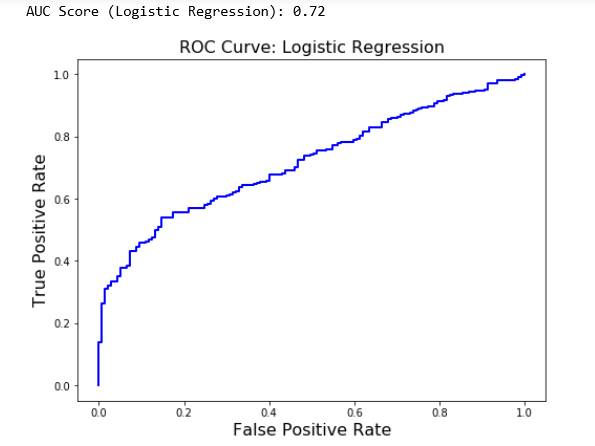 AUC Score (Logistic Regression): 0.72
ROC Curve: Logistic Regression
1.0
0.8
0.6
0.4
0.2
0.0
True Positive Rate
0.0 0.2 0.4 0.6 0.8 1.0
False Positive Rate